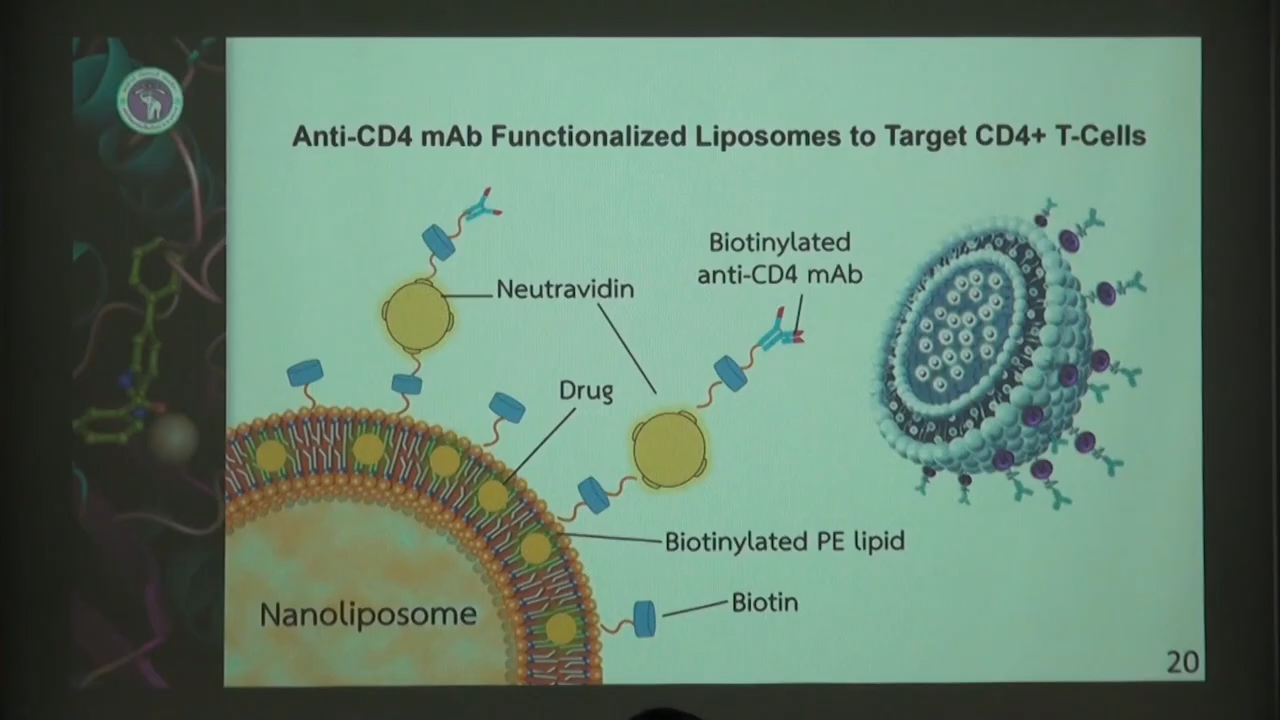 Anti-CD4 mAb Functionalized Liposomes to Target CD4+ T-Cells
Biotinylated
anti-CD4 mAb
Neutravidin
Drug
Biotinylated PE lipid
Biotin
Nanoliposome
20